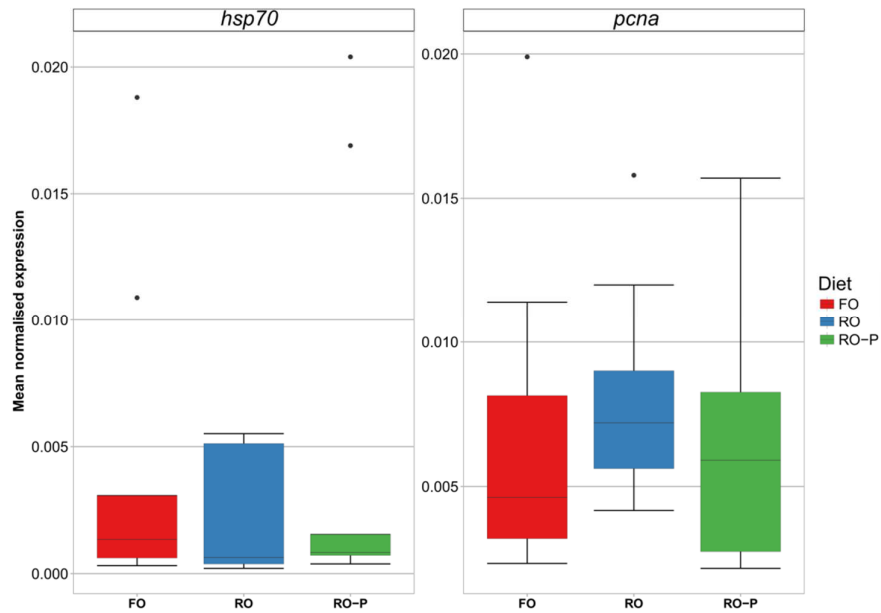 hsp70
pcna
Mean normalised expression
0.020
0.015
0.010
0.005
0.000
0.020
0.015
0.010
0.005
FO
RO
RO-P
FO
RO
RO-P
Diet
FO
RO
RO-P